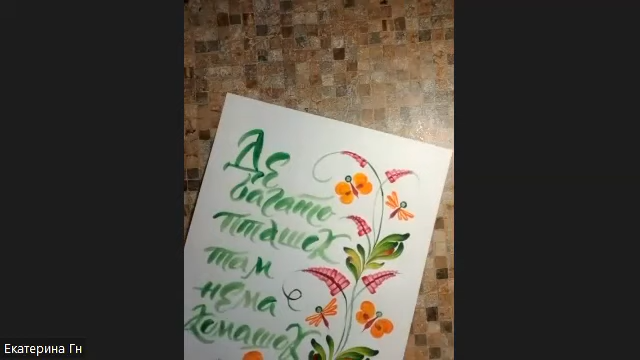 Де
багато
пташок
там
нема
комашок
Екатерина Гн